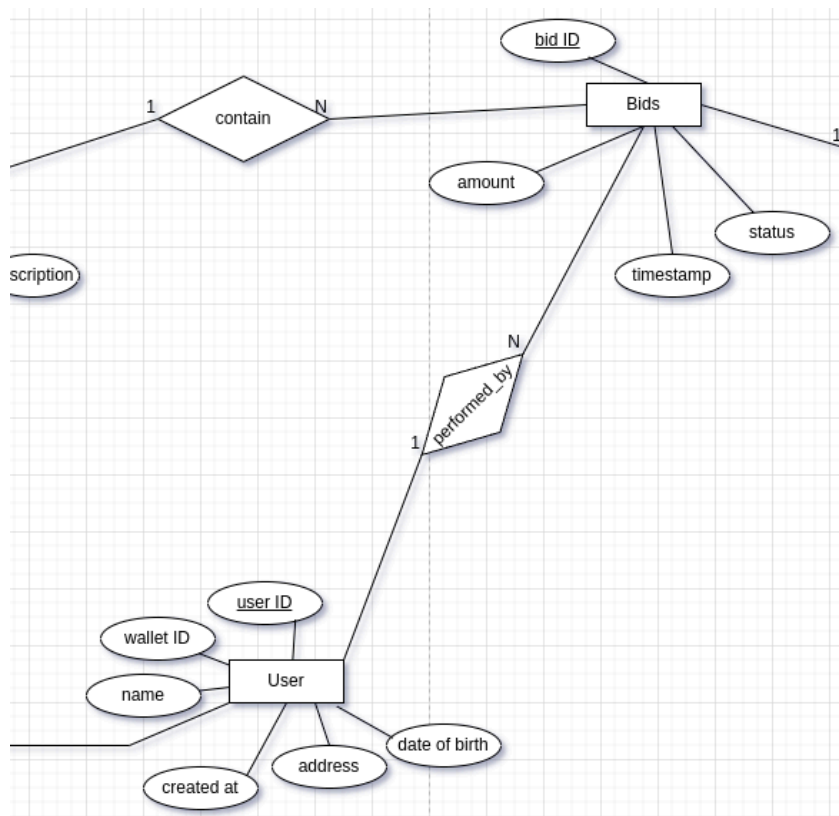 bid ID
1
N
contain
Bids
1
amount
status
scription
timestamp
N
performed_by
1
user ID
wallet ID
User
name
date of birth
address
created at